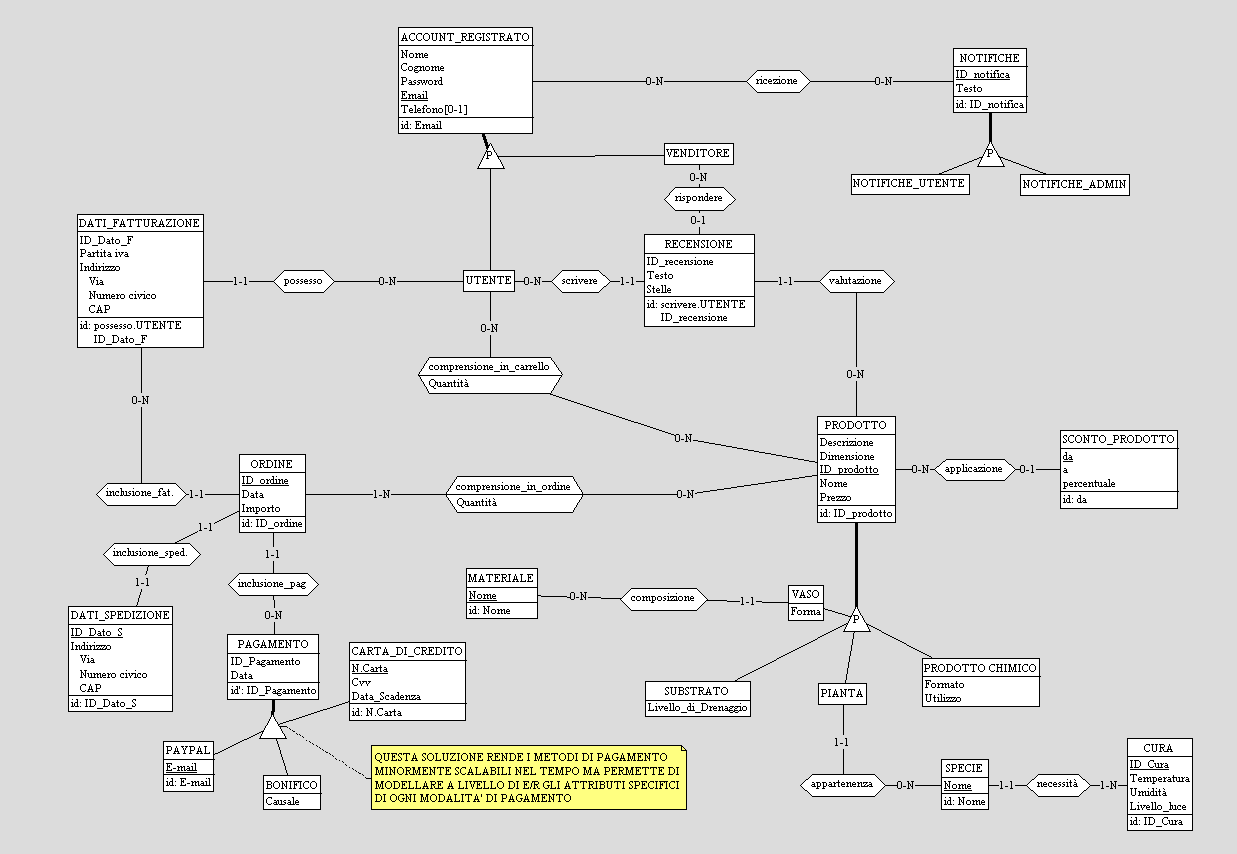 ACCOUNT_REGISTRATO
Nome
Cognome
Password
Email
Telefono[0-1]
id: Email
0-N
ricezione
0-N
NOTIFICHE
ID_notifica
Testo
id: ID_notifica
P
NOTIFICHE_UTENTE
NOTIFICHE_ADMIN
P
VENDITORE
0-N
rispondere
0-1
DATI_FATTURAZIONE
ID_Dato_F
Partita iva
Indirizzo
Via
Numero civico
CAP
id: possesso.UTENTE
ID_Dato_F
1-1
possesso
0-N
UTENTE
0-N
scrivere
1-1
RECENSIONE
ID_recensione
Testo
Stelle
id: scrivere.UTENTE
ID_recensione
1-1
valutazione
0-N
0-N
comprensione_in_carrello
Quantità
0-N
0-N
PRODOTTO
Descrizione
Dimensione
ID_prodotto
Nome
Prezzo
id: ID_prodotto
0-N
applicazione
0-1
SCONTO_PRODOTTO
da
a
percentuale
id: da
inclusione_fat.
1-1
ORDINE
ID_ordine
Data
Importo
id: ID_ordine
1-N
comprensione_in_ordine
Quantità
0-N
1-1
inclusione_sped.
1-1
DATI_SPEDIZIONE
ID_Dato_S
Indirizzo
Via
Numero civico
CAP
id: ID_Dato_S
1-1
inclusione_pag
0-N
PAGAMENTO
ID_Pagamento
Data
id': ID_Pagamento
CARTA_DI_CREDITO
N.Carta
Cvv
Data_Scadenza
id: N.Carta
PAYPAL
E-mail
id: E-mail
BONIFICO
Causale
QUESTA SOLUZIONE RENDE I METODI DI PAGAMENTO
MINORMENTE SCALABILI NEL TEMPO MA PERMETTE DI
MODELLARE A LIVELLO DI E/R GLI ATTRIBUTI SPECIFICI
DI OGNI MODALITA' DI PAGAMENTO
MATERIALE
Nome
id: Nome
0-N
composizione
1-1
VASO
Forma
P
SUBSTRATO
Livello_di_Drenaggio
PIANTA
PRODOTTO CHIMICO
Formato
Utilizzo
1-1
appartenenza
0-N
SPECIE
Nome
id: Nome
1-1
necessità
1-N
CURA
ID_Cura
Temperatura
Umidità
Livello_luce
id: ID_Cura